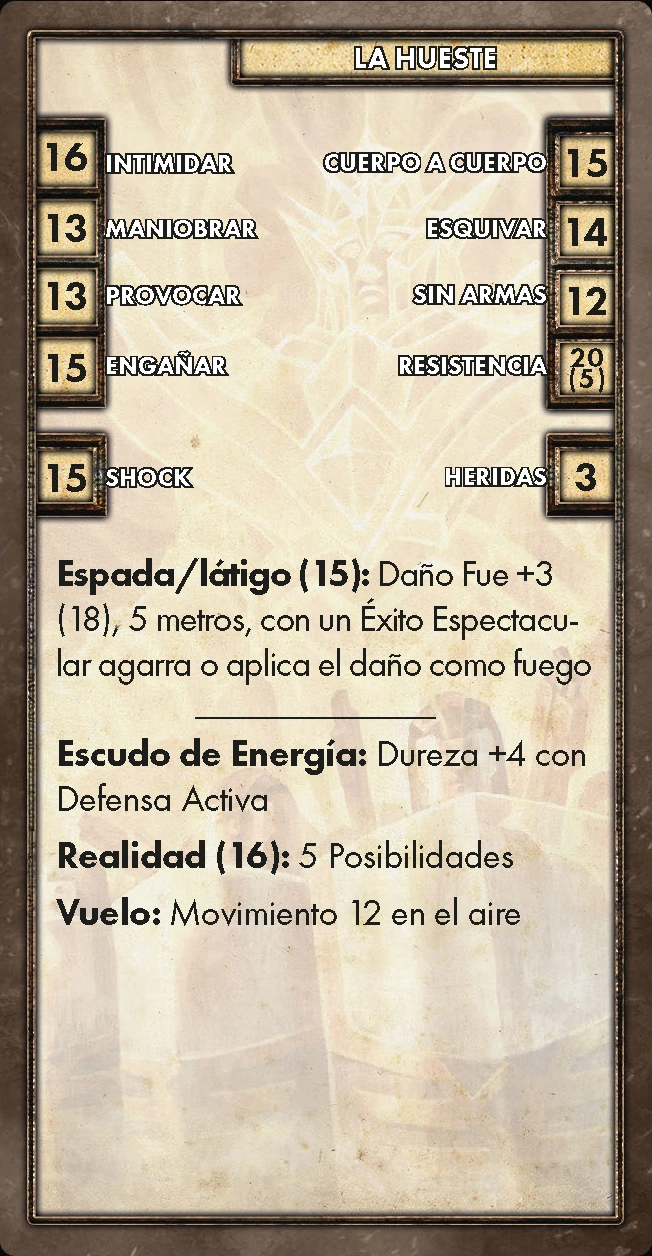 LA HUESTE
16 INTIMIDAR
CUERPO A CUERPO 15
13 MANIOBRAR
ESQUIVAR 14
13 PROVOCAR
SIN ARMAS 12
15 ENGAÑAR
RESISTENCIA 20 (5)
15 SHOCK
HERIDAS 3
Espada/látigo (15): Daño Fue +3
(18), 5 metros, con un Éxito Espectacu-
lar agarra o aplica el daño como fuego
Escudo de Energía: Dureza +4 con
Defensa Activa
Realidad (16): 5 Posibilidades
Vuelo: Movimiento 12 en el aire